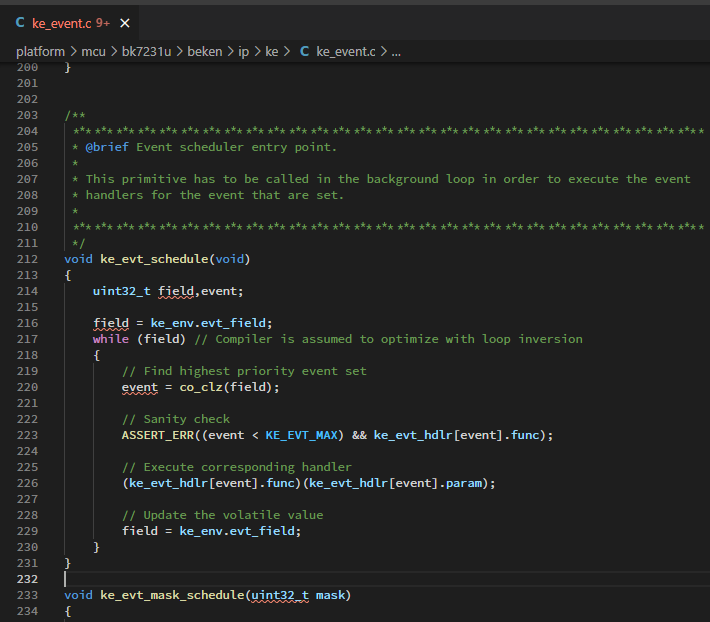 C ke_event.c 9+ ×
platform > mcu > bk7231u > beken > ip > ke > C ke_event.c > ...
200 }
201
202
203 /**
204  ****************************************************************************************
205  * @brief Event scheduler entry point.
206  *
207  * This primitive has to be called in the background loop in order to execute the event
208  * handlers for the event that are set.
209  *
210  ****************************************************************************************
211  */
212 void ke_evt_schedule(void)
213 {
214     uint32_t field,event;
215
216     field = ke_env.evt_field;
217     while (field) // Compiler is assumed to optimize with loop inversion
218     {
219         // Find highest priority event set
220         event = co_clz(field);
221
222         // Sanity check
223         ASSERT_ERR((event < KE_EVT_MAX) && ke_evt_hdlr[event].func);
224
225         // Execute corresponding handler
226         (ke_evt_hdlr[event].func)(ke_evt_hdlr[event].param);
227
228         // Update the volatile value
229         field = ke_env.evt_field;
230     }
231 }
232
233 void ke_evt_mask_schedule(uint32_t mask)
234 {